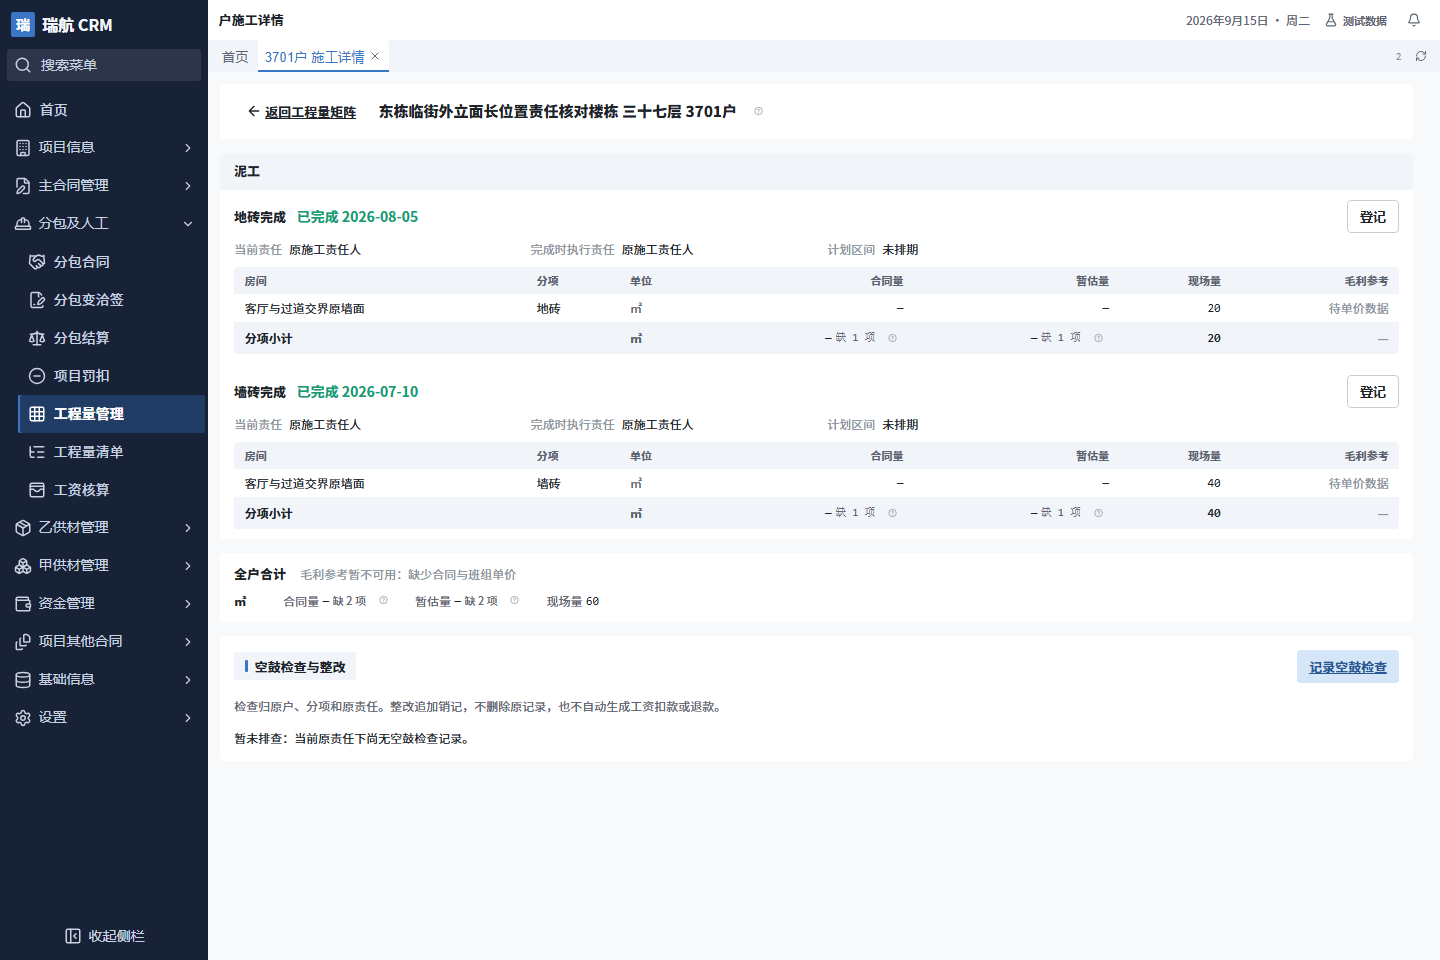 瑞 瑞航 CRM
搜索菜单
首页
项目信息
主合同管理
分包及人工
分包合同
分包变洽签
分包结算
项目罚扣
工程量管理
工程量清单
工资核算
乙供材管理
甲供材管理
资金管理
项目其他合同
基础信息
设置
收起侧栏
户施工详情 2026年9月15日 · 周二 测试数据
首页 3701户 施工详情 × 2
返回工程量矩阵 东栋临街外立面长位置责任核对楼栋 三十七层 3701户
泥工
地砖完成 已完成 2026-08-05 登记
当前责任 原施工责任人 完成时执行责任 原施工责任人 计划区间 未排期
房间 分项 单位 合同量 暂估量 现场量 毛利参考
客厅与过道交界原墙面 地砖 ㎡ — — 20 待单价数据
分项小计 ㎡ — 缺 1 项 — 缺 1 项 20 —
墙砖完成 已完成 2026-07-10 登记
当前责任 原施工责任人 完成时执行责任 原施工责任人 计划区间 未排期
房间 分项 单位 合同量 暂估量 现场量 毛利参考
客厅与过道交界原墙面 墙砖 ㎡ — — 40 待单价数据
分项小计 ㎡ — 缺 1 项 — 缺 1 项 40 —
全户合计 毛利参考暂不可用：缺少合同与班组单价
㎡ 合同量 — 缺 2 项 暂估量 — 缺 2 项 现场量 60
空鼓检查与整改 记录空鼓检查
检查归原户、分项和原责任。整改追加销记，不删除原记录，也不自动生成工资扣款或退款。
暂未排查：当前原责任下尚无空鼓检查记录。